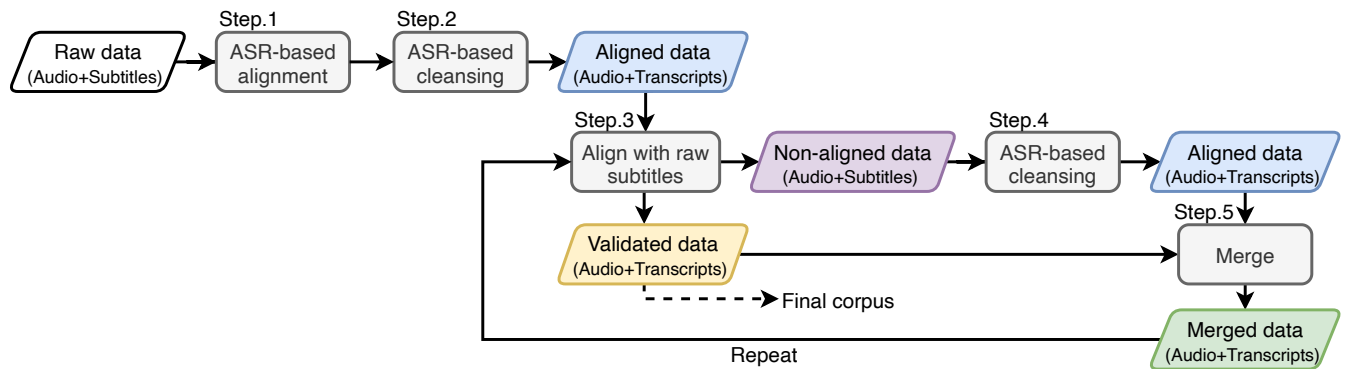 Step.1
Step.2
Raw data
(Audio+Subtitles)
ASR-based
alignment
ASR-based
cleansing
Aligned data
(Audio+Transcripts)
Step.3
Align with raw
subtitles
Non-aligned data
(Audio+Subtitles)
Step.4
ASR-based
cleansing
Aligned data
(Audio+Transcripts)
Step.5
Validated data
(Audio+Transcripts)
Merge
Final corpus
Merged data
(Audio+Transcripts)
Repeat